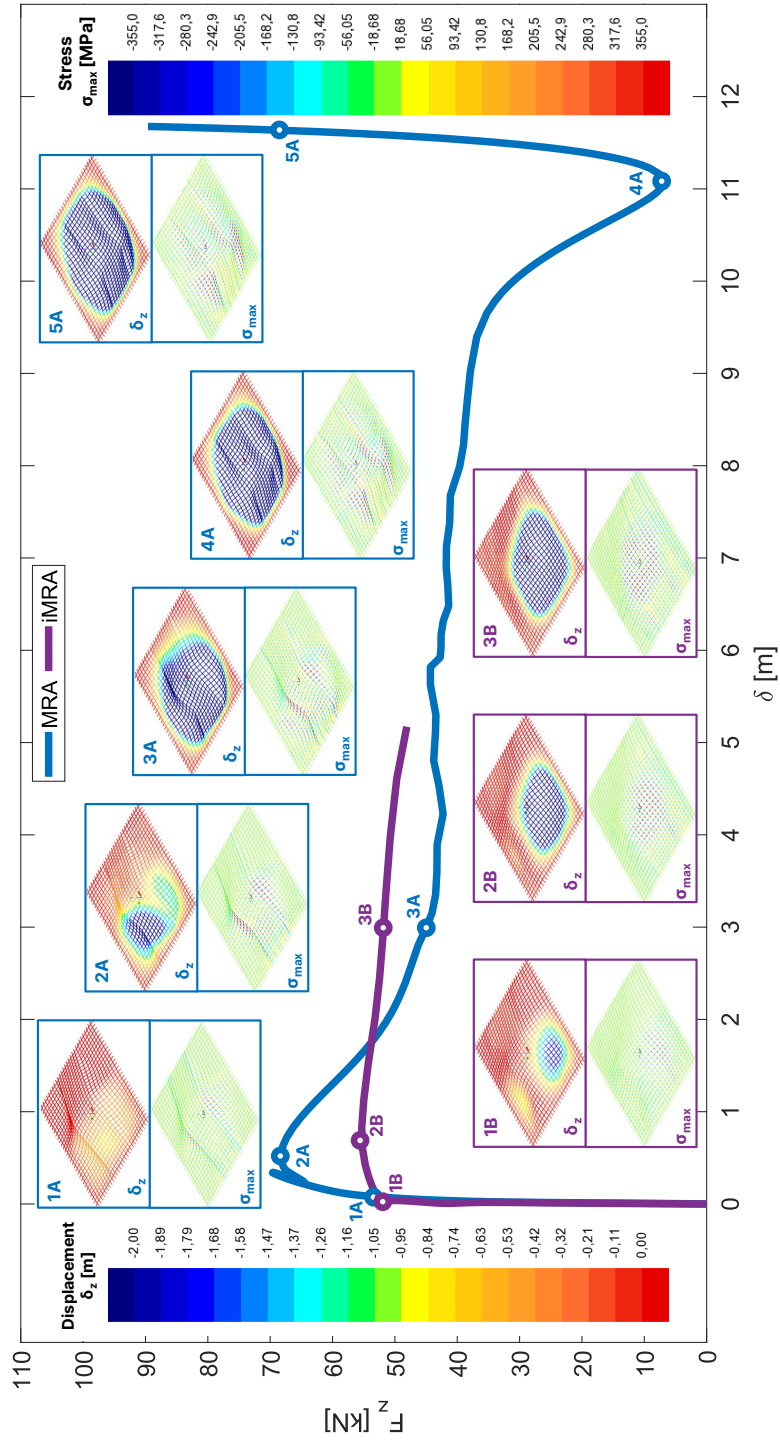 MRA iMRA
Displacement
δz [m]
-2,00
-1,89
-1,79
-1,68
-1,58
-1,47
-1,37
-1,26
-1,16
-1,05
-0,95
-0,84
-0,74
-0,63
-0,53
-0,42
-0,32
-0,21
-0,11
0,00
Stress
σmax [MPa]
-355,0
-317,6
-280,3
-242,9
-205,5
-168,2
-130,8
-93,42
-56,05
-18,68
18,68
56,05
93,42
130,8
168,2
205,5
242,9
280,3
317,6
355,0
1A
δz
σmax
2A
δz
σmax
3A
δz
σmax
4A
δz
σmax
5A
δz
σmax
1B
δz
σmax
2B
δz
σmax
3B
δz
σmax
1A
1B
2A
2B
3A
3B
4A
5A
110
100
90
80
70
60
50
40
30
20
10
0
Fz [kN]
0 1 2 3 4 5 6 7 8 9 10 11 12
δ [m]